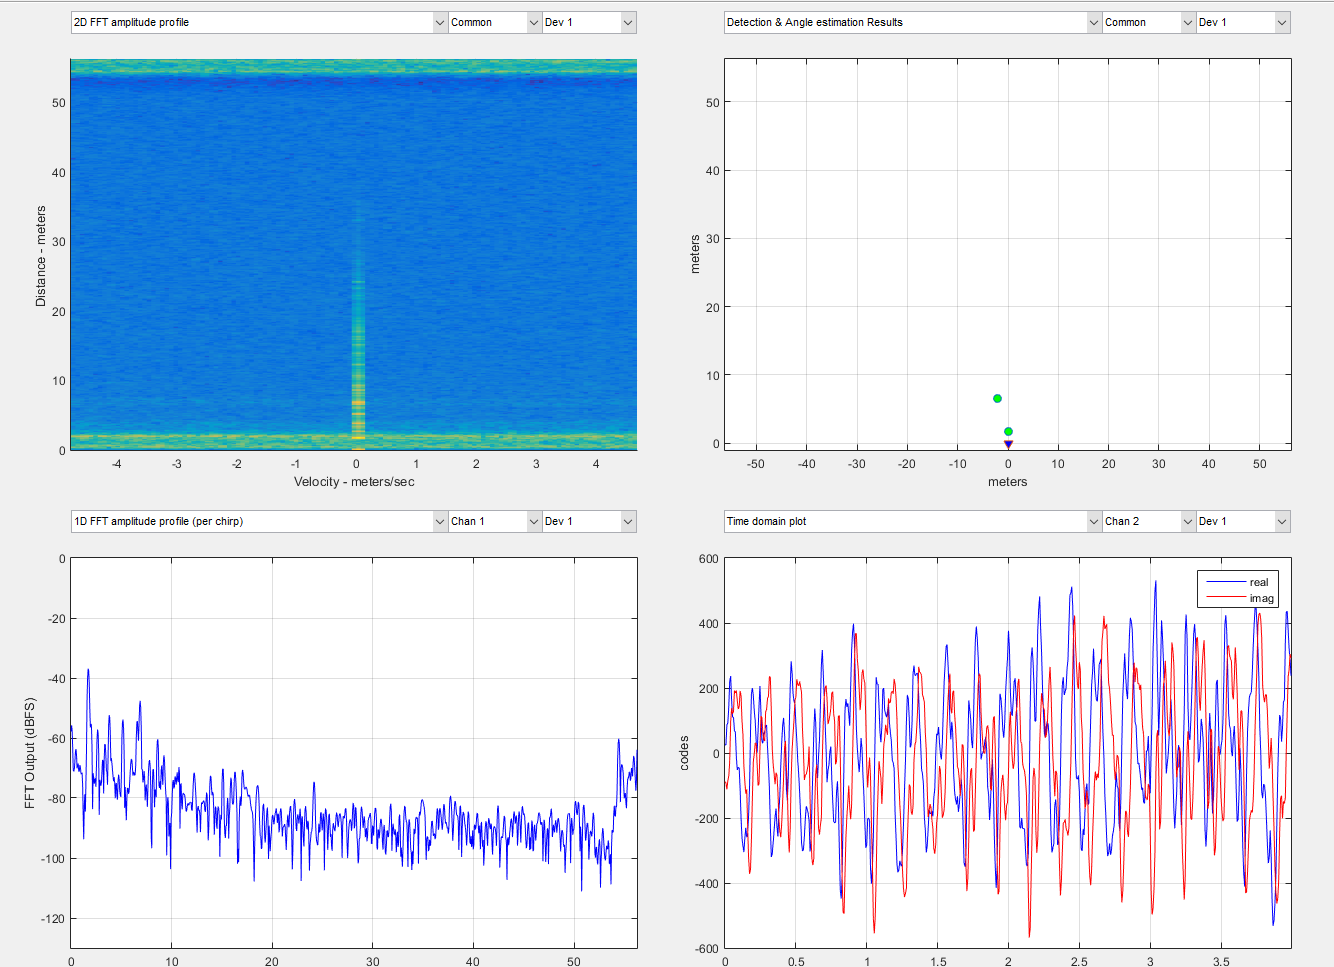 2D FFT amplitude profile Common Dev 1
Detection & Angle estimation Results Common Dev 1
50
40
30
20
10
0
Distance - meters
-4 -3 -2 -1 0 1 2 3 4
Velocity - meters/sec
50
40
30
20
10
0
meters
-50 -40 -30 -20 -10 0 10 20 30 40 50
meters
1D FFT amplitude profile (per chirp) Chan 1 Dev 1
Time domain plot Chan 2 Dev 1
0
-20
-40
-60
-80
-100
-120
FFT Output (dBFS)
0 10 20 30 40 50
600
400
200
0
-200
-400
-600
codes
real
imag
0 0.5 1 1.5 2 2.5 3 3.5